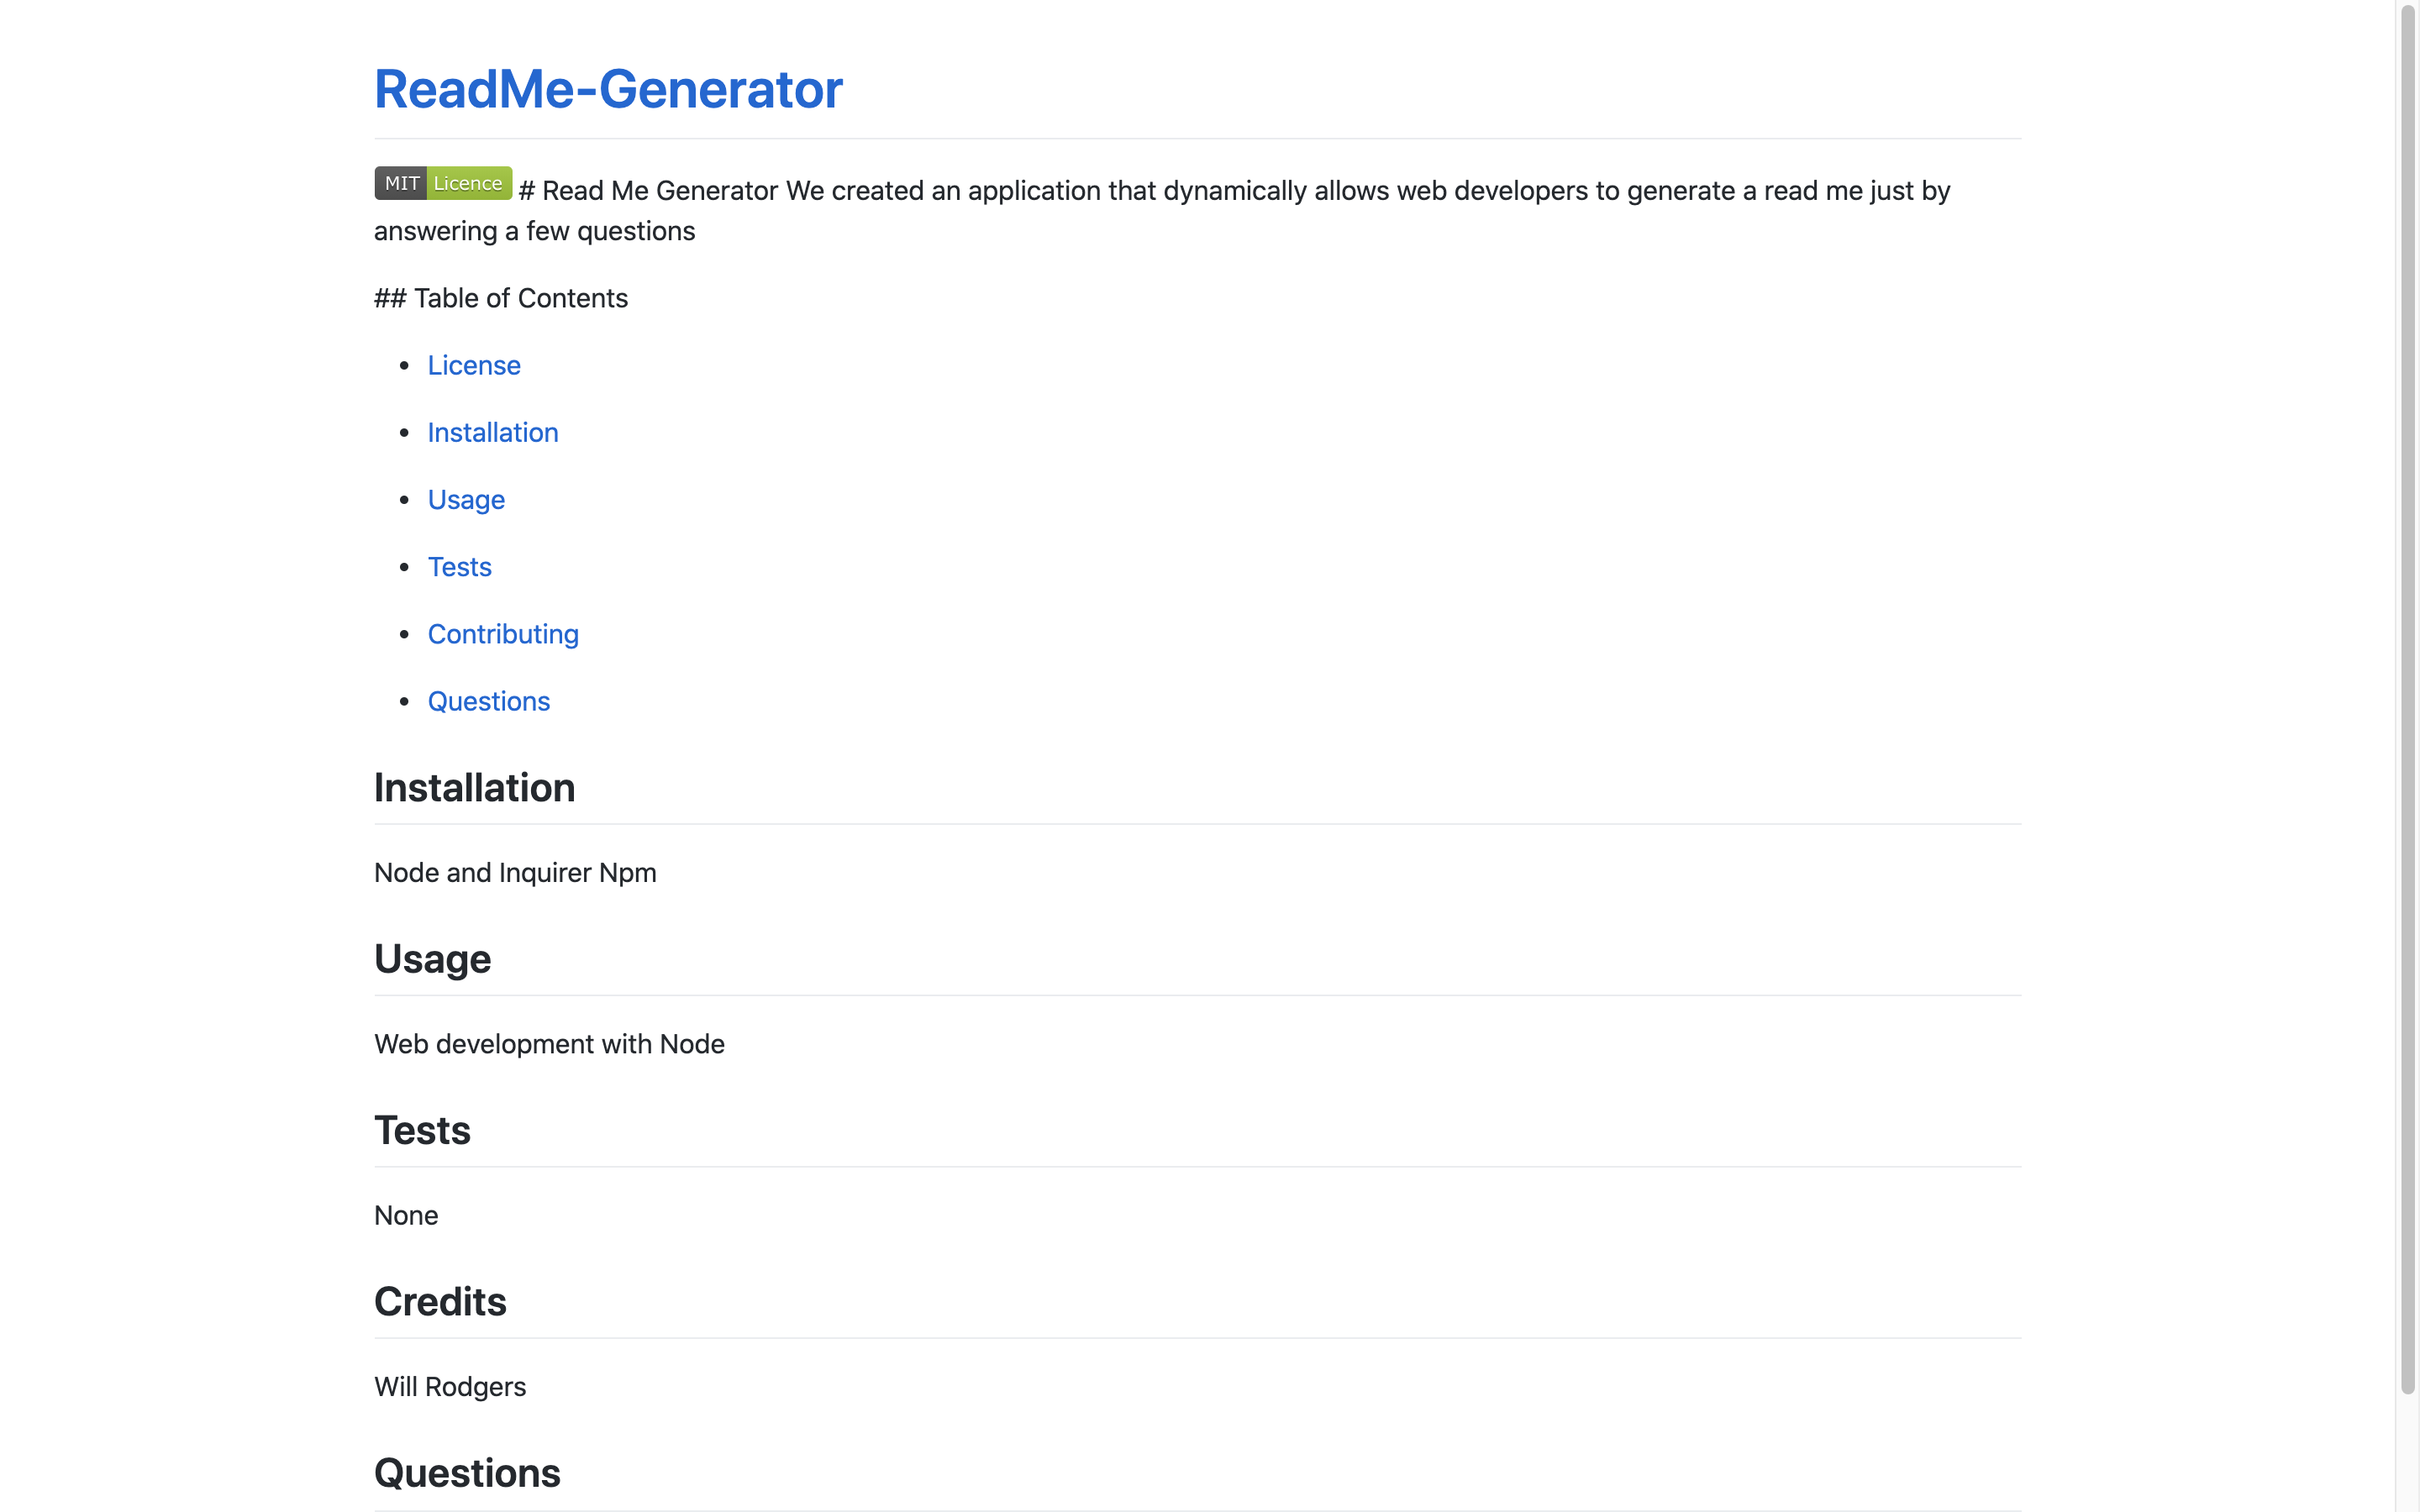 ReadMe-Generator
MIT Licence # Read Me Generator We created an application that dynamically allows web developers to generate a read me just by
answering a few questions
## Table of Contents
• License
• Installation
• Usage
• Tests
• Contributing
• Questions
Installation
Node and Inquirer Npm
Usage
Web development with Node
Tests
None
Credits
Will Rodgers
Questions